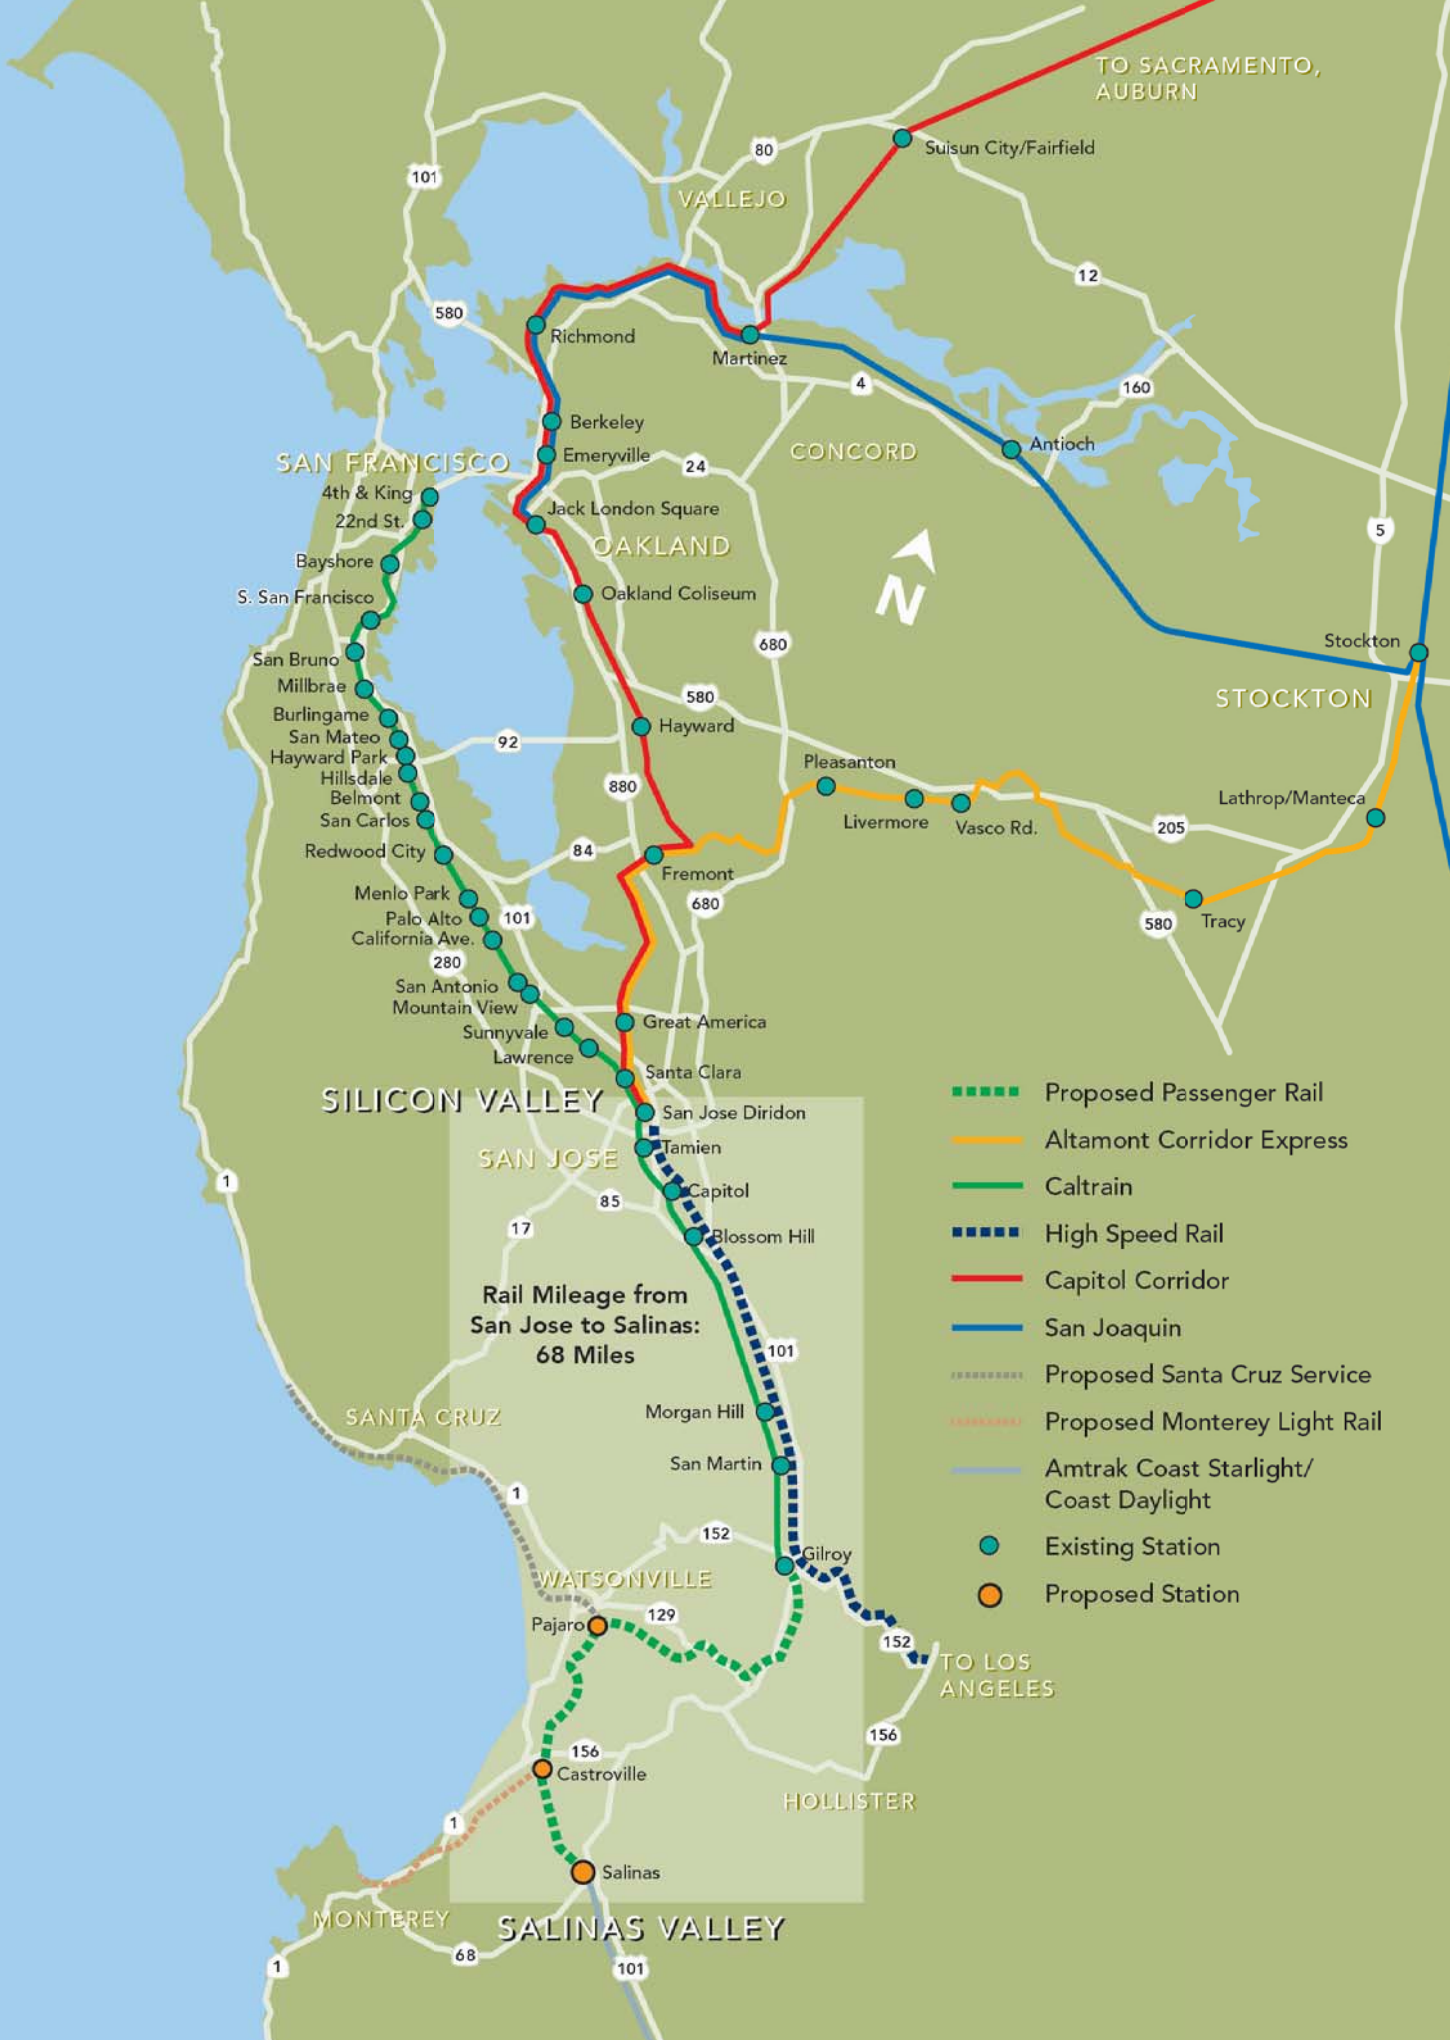 TO SACRAMENTO,
AUBURN
Suisun City/Fairfield
80
101
VALLEJO
12
580
Richmond
Martinez
4
160
Berkeley
Emeryville
CONCORD
Antioch
SAN FRANCISCO
24
4th & King
22nd St.
Jack London Square
OAKLAND
5
Bayshore
N
S. San Francisco
Oakland Coliseum
680
Stockton
San Bruno
Millbrae
580
STOCKTON
Burlingame
Hayward
San Mateo
92
Hayward Park
Pleasanton
Hillsdale
880
Belmont
Lathrop/Manteca
San Carlos
Livermore
Vasco Rd.
205
Redwood City
84
Fremont
Menlo Park
680
Palo Alto
101
580
Tracy
California Ave.
280
San Antonio
Mountain View
Great America
Sunnyvale
Lawrence
Santa Clara
SILICON VALLEY
San Jose Diridon
SAN JOSE
Tamien
1
85
Capitol
17
Blossom Hill
Rail Mileage from
San Jose to Salinas:
68 Miles
101
Morgan Hill
SANTA CRUZ
San Martin
1
152
Gilroy
WATSONVILLE
129
Pajaro
152
TO LOS
ANGELES
156
156
Castroville
HOLLISTER
1
Salinas
MONTEREY
SALINAS VALLEY
68
1
101
Proposed Passenger Rail
Altamont Corridor Express
Caltrain
High Speed Rail
Capitol Corridor
San Joaquin
Proposed Santa Cruz Service
Proposed Monterey Light Rail
Amtrak Coast Starlight/
Coast Daylight
Existing Station
Proposed Station